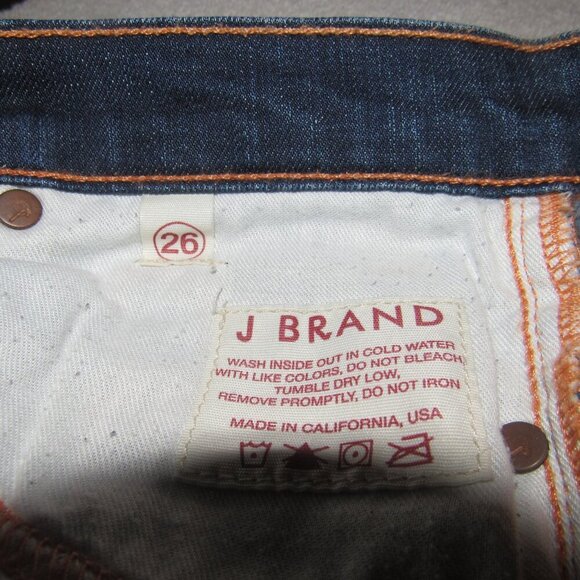 26
J BRAND
WASH INSIDE OUT IN COLD WATER
WITH LIKE COLORS, DO NOT BLEACH
TUMBLE DRY LOW,
REMOVE PROMPTLY, DO NOT IRON
MADE IN CALIFORNIA, USA